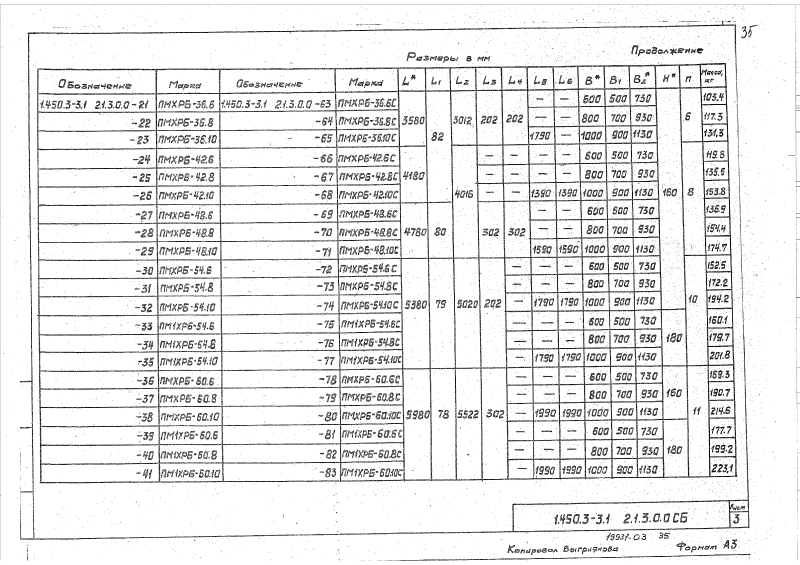 35
Продолжение
Размеры в мм
Обозначение Марка Обозначение Марка L* L1 L2 L3 L4 L5 L6 B* B1 B2* H* п Масса, кг
1.450.3-3.1 2.1.3.0.0 -21 ПМХРБ-36.6 1.450.3-3.1 2.1.3.0.0 -63 ПМХРБ-36.6С — — 600 500 730 103.4
-22 ПМХРБ-36.8 -64 ПМХРБ-36.8С 3580 3012 202 202 — — 800 700 930 6 117.3
-23 ПМХРБ-36.10 -65 ПМХРБ-36.10С 82 1790 — 1000 900 1130 131,3
-24 ПМХРБ-42.6 -66 ПМХРБ-42.6С — — — — 600 500 730 119.6
-25 ПМХРБ-42.8 -67 ПМХРБ-42.8С 4180 — — — — 800 700 930
-26 ПМХРБ-42.10 -68 ПМХРБ-42.10С 4016 — — 1390 1390 1000 900 1130 160 8 153.8
-27 ПМХРБ-48.6 -69 ПМХРБ-48.6С — — 600 500 730 136.9
-28 ПМХРБ-48.8 -70 ПМХРБ-48.8С 4780 80 302 302 — — 800 700 930 154.4
-29 ПМХРБ-48.10 -71 ПМХРБ-48.10С 1590 1590 1000 900 1130 174.7
-30 ПМХРБ-54.6 -72 ПМХРБ-54.6С — — — 600 500 730 152.5
-31 ПМХРБ-54.8 -73 ПМХРБ-54.8С — — — 800 700 930 172.2
-32 ПМХРБ-54.10 -74 ПМХРБ-54.10С 5380 79 5020 202 — 1790 1790 1000 900 1130 10 194.2
-33 ПМ1ХРБ-54.6 -75 ПМ1ХРБ-54.6С — — — 600 500 730 160.1
-34 ПМ1ХРБ-54.8 -76 ПМ1ХРБ-54.8С — — — 800 700 930 180 179.7
-35 ПМ1ХРБ-54.10 -77 ПМ1ХРБ-54.10С — 1790 1790 1000 900 1130 201.8
-36 ПМХРБ-60.6 -78 ПМХРБ-60.6С — — — 600 500 730 169.3
-37 ПМХРБ-60.8 -79 ПМХРБ-60.8С — — — 800 700 930 160 190.7
-38 ПМХРБ-60.10 -80 ПМХРБ-60.10С 5980 78 5522 302 — 1990 1990 1000 900 1130 11 214.6
-39 ПМ1ХРБ-60.6 -81 ПМ1ХРБ-60.6С — — — 600 500 730 177.7
-40 ПМ1ХРБ-60.8 -82 ПМ1ХРБ-60.8С — — — 800 700 930 180 199.2
-41 ПМ1ХРБ-60.10 -83 ПМ1ХРБ-60.10С — 1990 1990 1000 900 1130 223,1
1.450.3-3.1 2.1.3.0.0 СБ
Лист
3
19931-03 35
Копировал Выгриянова Формат А3